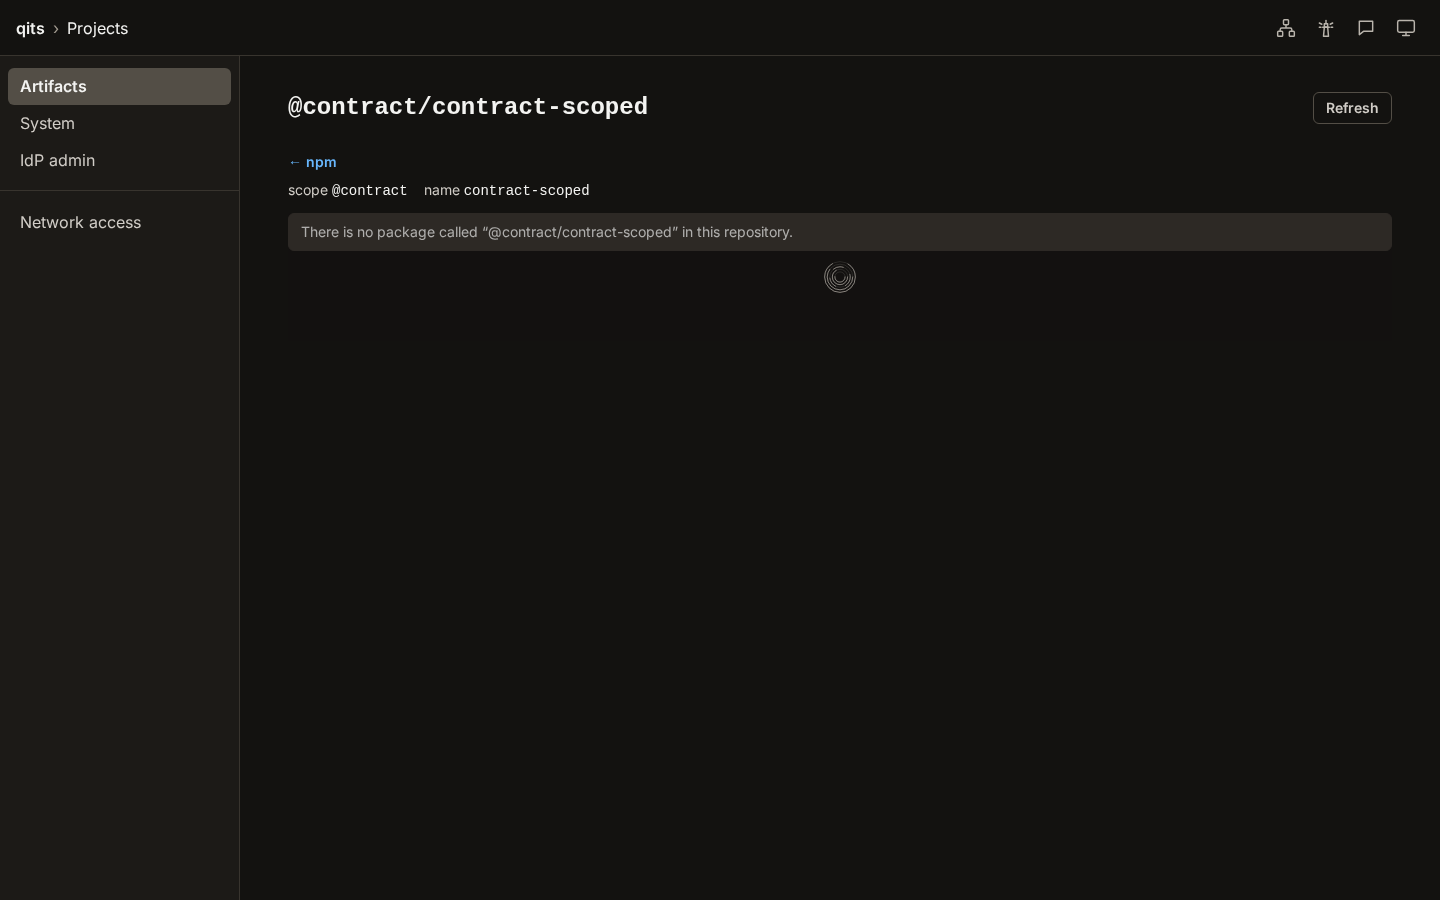 qits › Projects
Artifacts
System
IdP admin
Network access
@contract/contract-scoped
Refresh
← npm
scope @contract name contract-scoped
There is no package called “@contract/contract-scoped” in this repository.